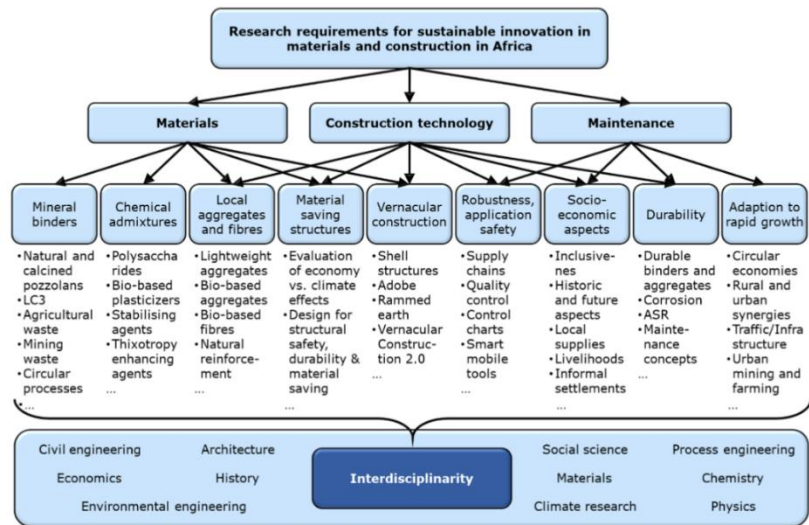 Research requirements for sustainable innovation in
materials and construction in Africa
Materials
Construction technology
Maintenance
Mineral
binders
Chemical
admixtures
Local
aggregates
and fibres
Material
saving
structures
Vernacular
construction
Robustness,
application
safety
Socio-
economic
aspects
Durability
Adaption to
rapid growth
•Natural and
calcined
pozzolans
•LC3
•Agricultural
waste
•Mining
waste
•Circular
processes
•...
•Polysaccha
rides
•Bio-based
plasticizers
•Stabilising
agents
•Thixotropy
enhancing
agents
...
•Lightweight
aggregates
•Bio-based
aggregates
•Bio-based
fibres
•Natural
reinforce-
ment
...
•Evaluation
of economy
vs. climate
effects
•Design for
structural
safety,
durability &
material
saving
...
•Shell
structures
•Adobe
•Rammed
earth
•Vernacular
Construc-
tion 2.0
...
•Supply
chains
•Quality
control
•Control
charts
•Smart
mobile
tools
...
•Inclusive-
nes
•Historic
and future
aspects
•Local
supplies
•Livelihoods
•Informal
settlements
...
•Durable
binders and
aggregates
•Corrosion
•ASR
•Mainte-
nance
concepts
...
•Circular
economies
•Rural and
urban
synergies
•Traffic/Infra
structure
•Urban
mining and
farming
...
Civil engineering
Architecture
Economics
History
Environmental engineering
Interdisciplinarity
Social science
Process engineering
Materials
Chemistry
Climate research
Physics